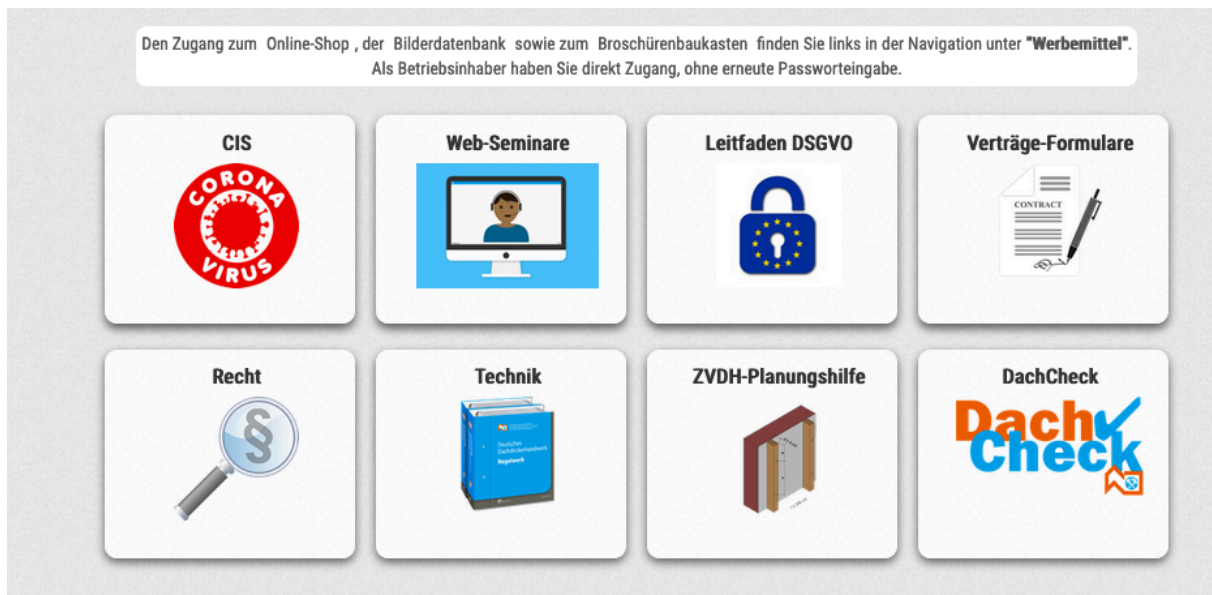 Den Zugang zum Online-Shop , der Bilderdatenbank sowie zum Broschürenbaukasten finden Sie links in der Navigation unter "Werbemittel".
Als Betriebsinhaber haben Sie direkt Zugang, ohne erneute Passworteingabe.
CIS
Web-Seminare
Leitfaden DSGVO
Verträge-Formulare
CORONA
VIRUS
CONTRACT
Recht
Technik
ZVDH-Planungshilfe
DachCheck
§
Deutsches
Dachdeckerhandwerk
Regelwerk
Dach
Check